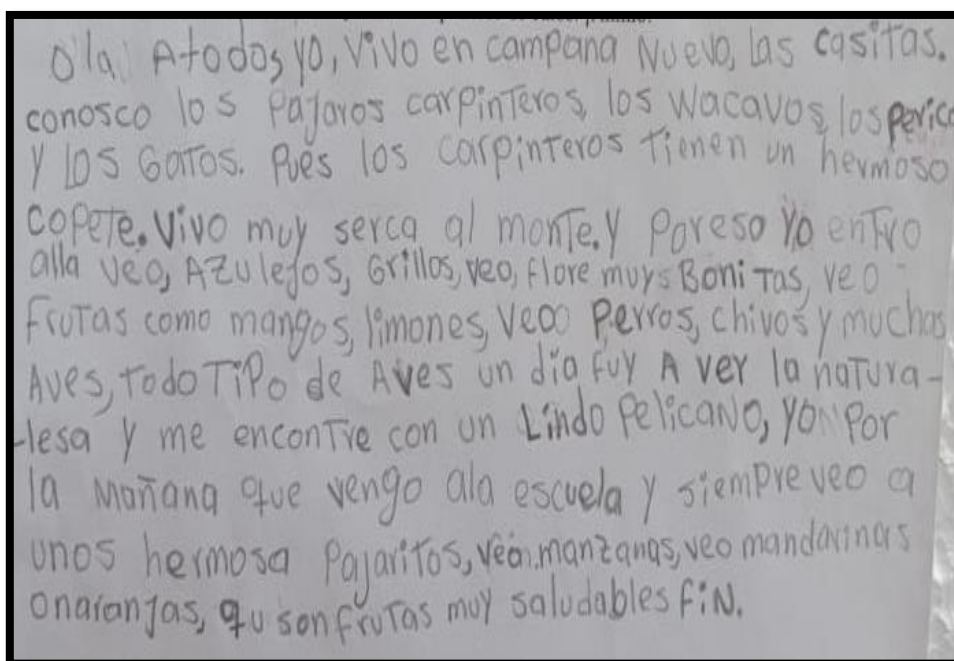 Ola Atodos yo, vivo en campana Nuevo, Las casitas.
conosco los Pajaros carpinteros, los wacavos, los perico
y los Gatos. Pues los carpinteros tienen un hermoso
copete. Vivo muy serca al monte. y Poreso Yo entro
alla veo, Azulejos, Grillos, veo, flore muys Bonitas, veo
Frutas como mangos, limones, veoo Perros, chivos y muchas
Aves, todo Tipo de Aves un dia fuy A ver la natura-
-lesa y me encontre con un Lindo Pelicano, yo Por
la mañana que vengo ala escuela y siempre veo a
unos hermosa Pajaritos, veo manzanas, veo mandarinas
onaranjas, qu son frutas muy saludables FiN.